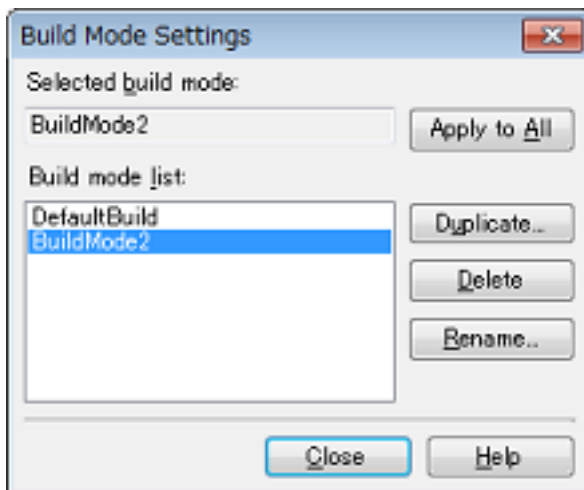 Build Mode Settings
Selected build mode:
BuildMode2
Apply to All
Build mode list:
DefaultBuild
BuildMode2
Duplicate...
Delete
Rename...
Close
Help